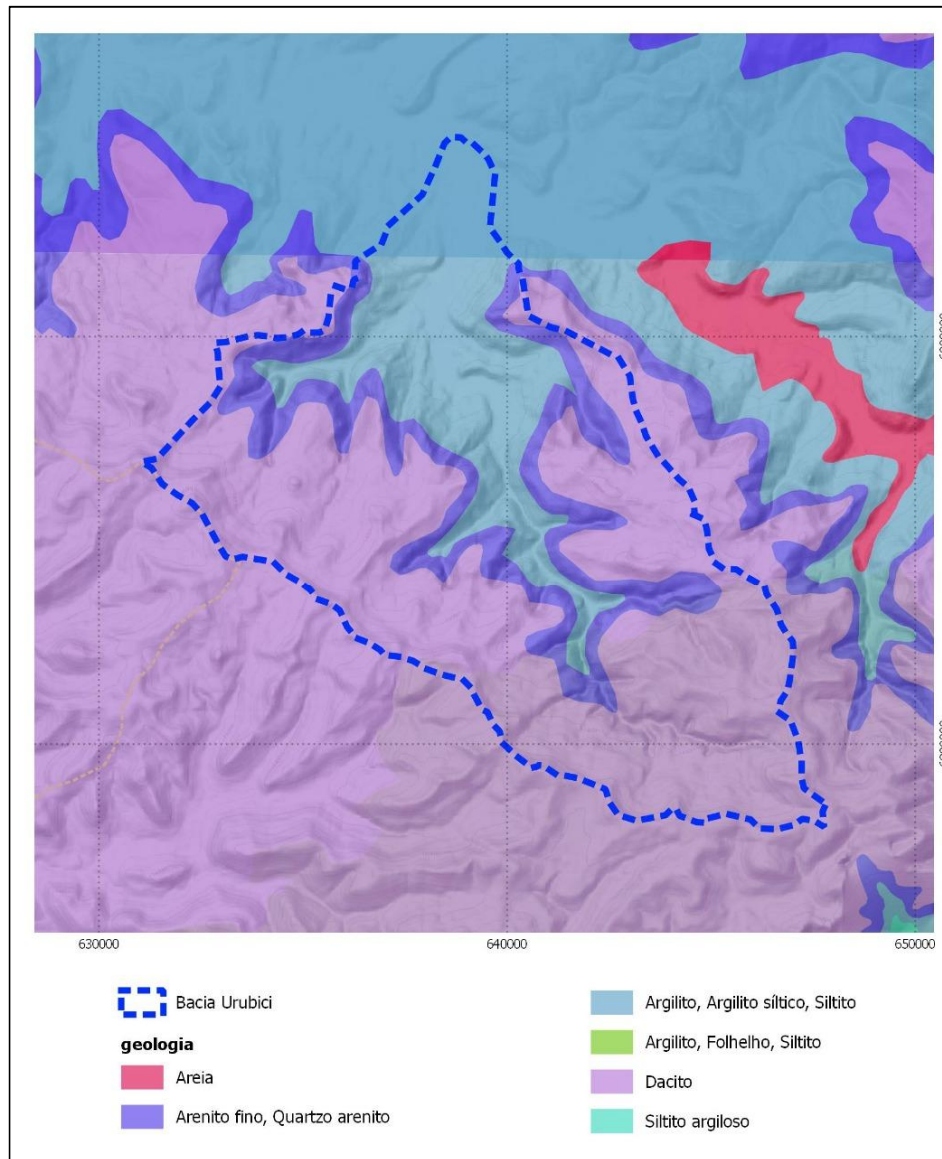 630000
640000
650000
Bacia Urubici
geologia
Areia
Arenito fino, Quartzo arenito
Argilito, Argilito síltico, Siltito
Argilito, Folhelho, Siltito
Dacito
Siltito argiloso